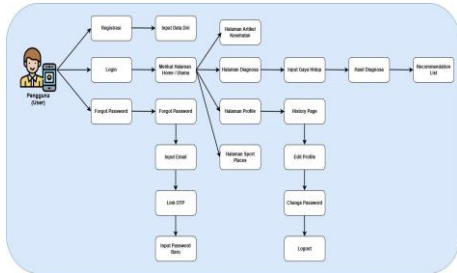 Registrasi
Input Data Diri
Halaman Artikel
Kesehatan
Login
Melihat Halaman
Home / Utama
Halaman Diagnosa
Input Gaya Hidup
Hasil Diagnosa
Recommendation
List
Pengguna
(User)
Forgot Password
Forgot Password
Halaman Profile
History Page
Input Email
Halaman Sport
Places
Edit Profile
Link OTP
Change Password
Input Password
Baru
Logout